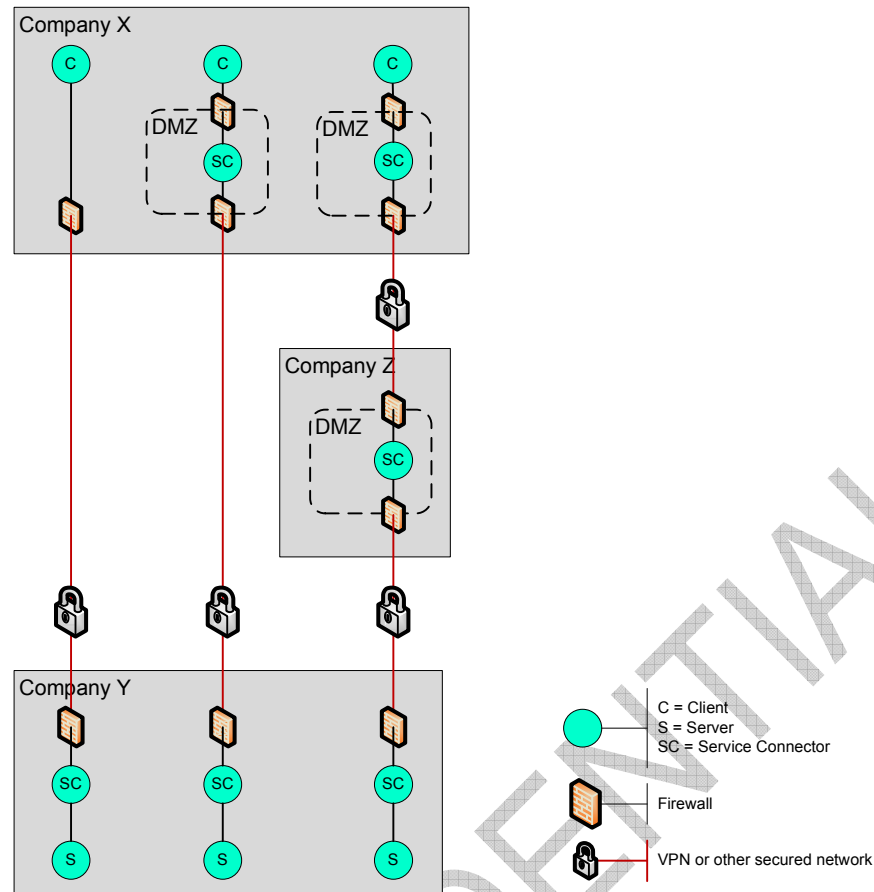 Company X
C
C
C
DMZ
DMZ
SC
SC
Company Z
DMZ
SC
Company Y
C = Client
S = Server
SC = Service Connector
SC
SC
SC
Firewall
S
S
S
VPN or other secured network